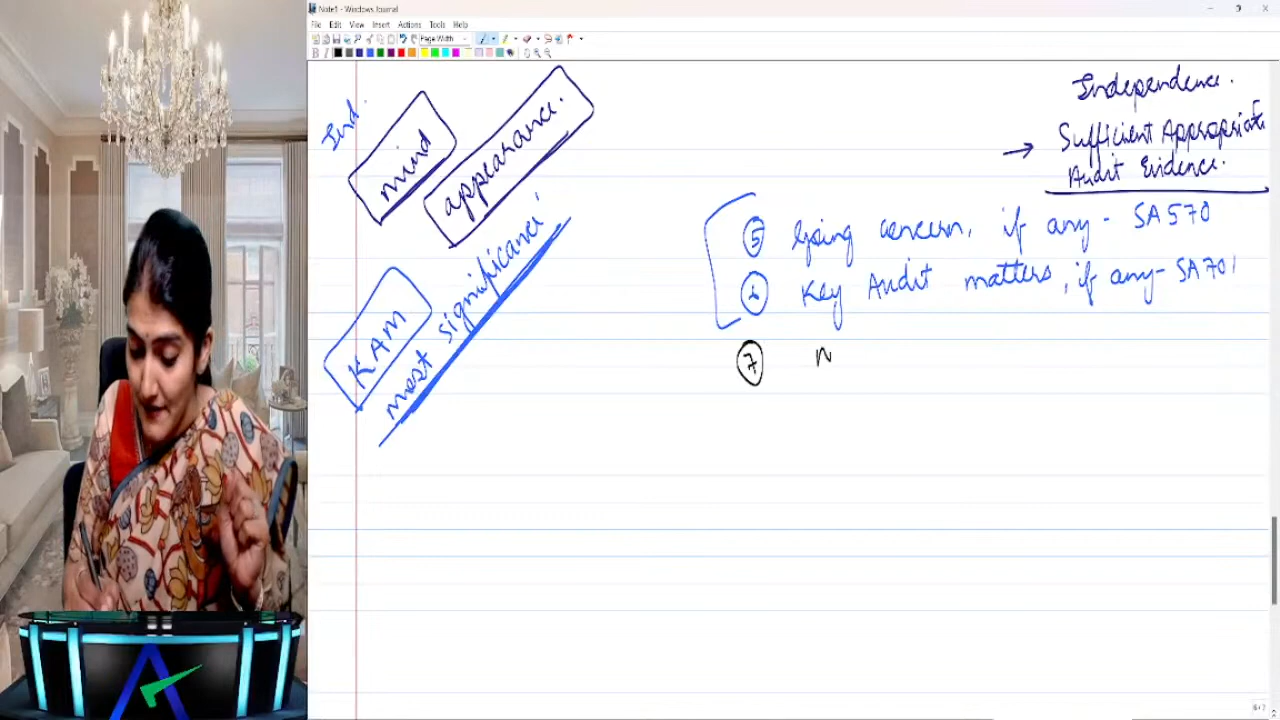 Note1 - Windows Journal
File Edit View Insert Actions Tools Help
Page Width
B I
Ind.
mind
appearance.
KAM
most significance
Independence.
→ Sufficient Appropriate
Audit Evidence.
5 Going concern, if any - SA 570
6 Key Audit matters, if any - SA 701
7
6 / 7